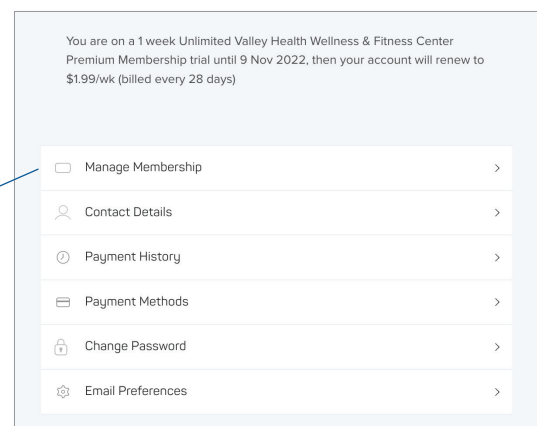 You are on a 1 week Unlimited Valley Health Wellness & Fitness Center
Premium Membership trial until 9 Nov 2022, then your account will renew to
$1.99/wk (billed every 28 days)
Manage Membership
Contact Details
Payment History
Payment Methods
Change Password
Email Preferences